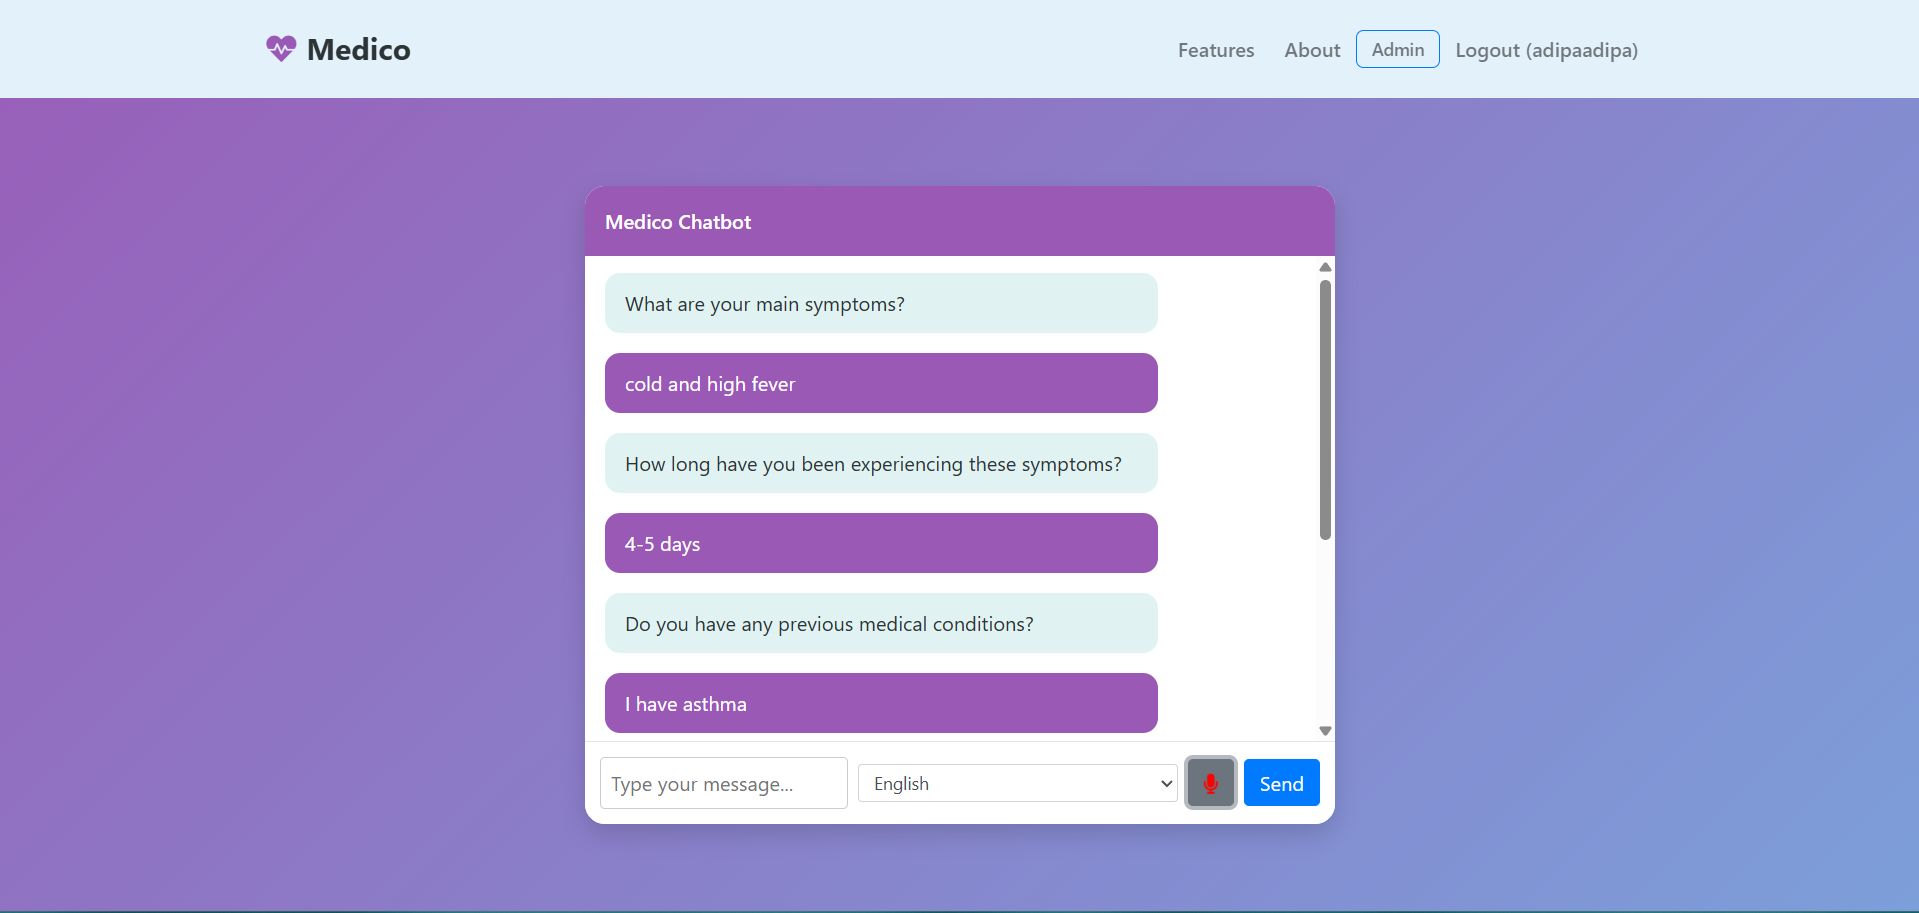 Medico
Features
About
Admin
Logout (adipaadipa)
Medico Chatbot
What are your main symptoms?
cold and high fever
How long have you been experiencing these symptoms?
4-5 days
Do you have any previous medical conditions?
I have asthma
Type your message...
English
Send